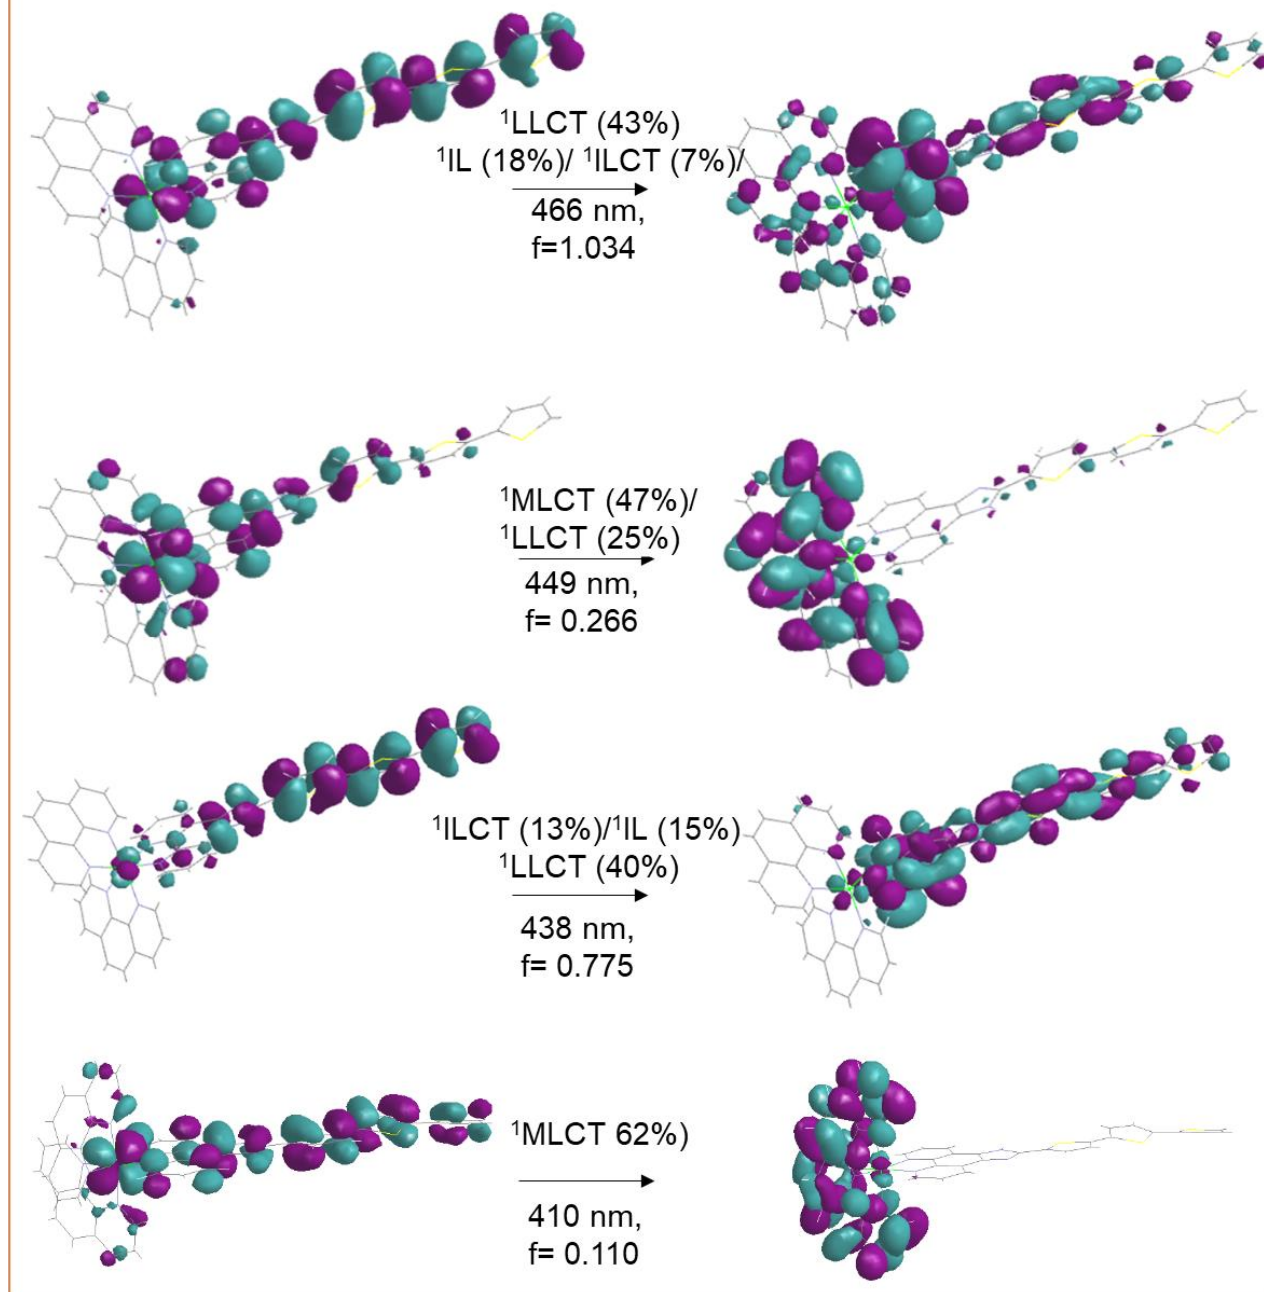 ¹LLCT (43%)
¹IL (18%)/ ¹ILCT (7%)/
466 nm,
f=1.034
¹MLCT (47%)/
¹LLCT (25%)
449 nm,
f= 0.266
¹ILCT (13%)/¹IL (15%)
¹LLCT (40%)
438 nm,
f= 0.775
¹MLCT 62%)
410 nm,
f= 0.110